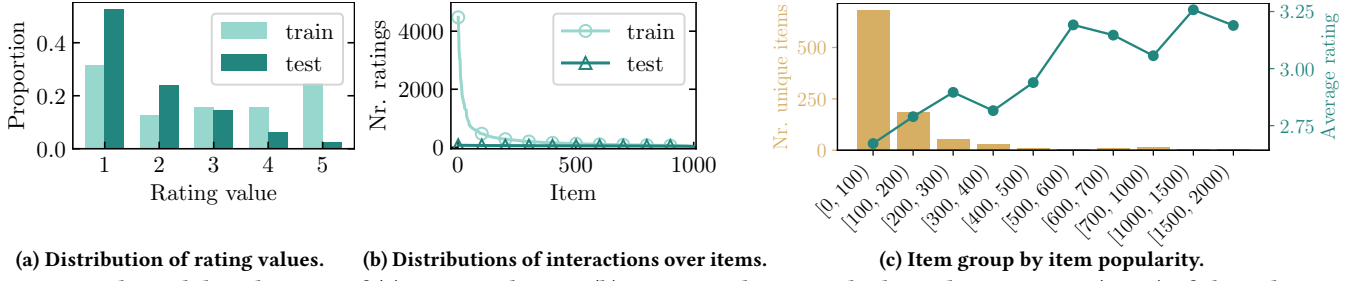 Proportion
0.4
0.2
0.0
train
test
1 2 3 4 5
Rating value
(a) Distribution of rating values.
Nr. ratings
4000
2000
0
train
test
0 500 1000
Item
(b) Distributions of interactions over items.
Nr. unique items
500
250
0
3.25
3.00
2.75
Average rating
[0, 100)
[100, 200)
[200, 300)
[300, 400)
[400, 500)
[500, 600)
[600, 700)
[700, 1000)
[1000, 1500)
[1500, 2000)
(c) Item group by item popularity.